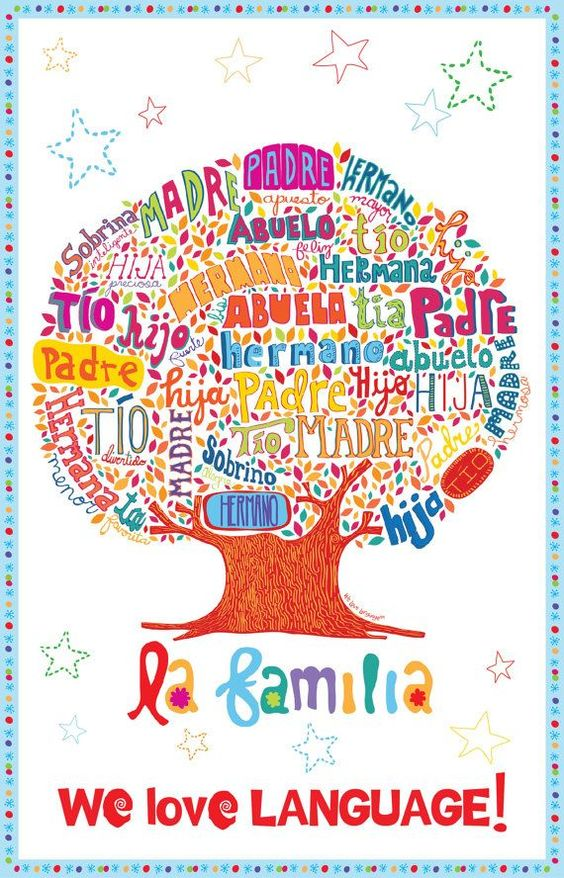 PADRE
MADRE
HERMANO
mayor
apuesto
Sobrina
inteligente
ABUELO
feliz
tío
hija
HIJA
preciosa
HERMANO
Hermana
TÍO
hijo
fuerte
ABUELA
tía
PADRE
hermano
abuelo
MADRE
hermosa
Padre
hija
PADRE
Hijo
HIJA
TÍO
divertido
MADRE
Tío
MADRE
Hermana
menor
Sobrino
Padre
TÍO
tía
favorita
HERMANO
hija
la familia
We love LANGUAGE!